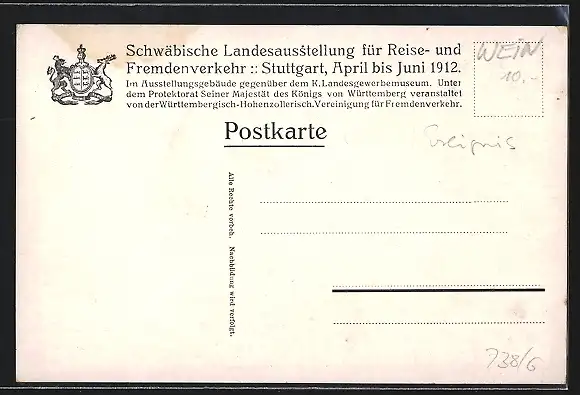 Schwäbische Landesausstellung für Reise- und
Fremdenverkehr :: Stuttgart, April bis Juni 1912.
Im Ausstellungsgebäude gegenüber dem K. Landesgewerbemuseum. Unter
dem Protektorat Seiner Majestät des Königs von Württemberg veranstaltet
von der Württembergisch-Hohenzollerisch. Vereinigung für Fremdenverkehr.
WEIN
10,-
Postkarte
Ereignis
Alle Rechte vorbeh. Nachbildung wird verfolgt.
738/6